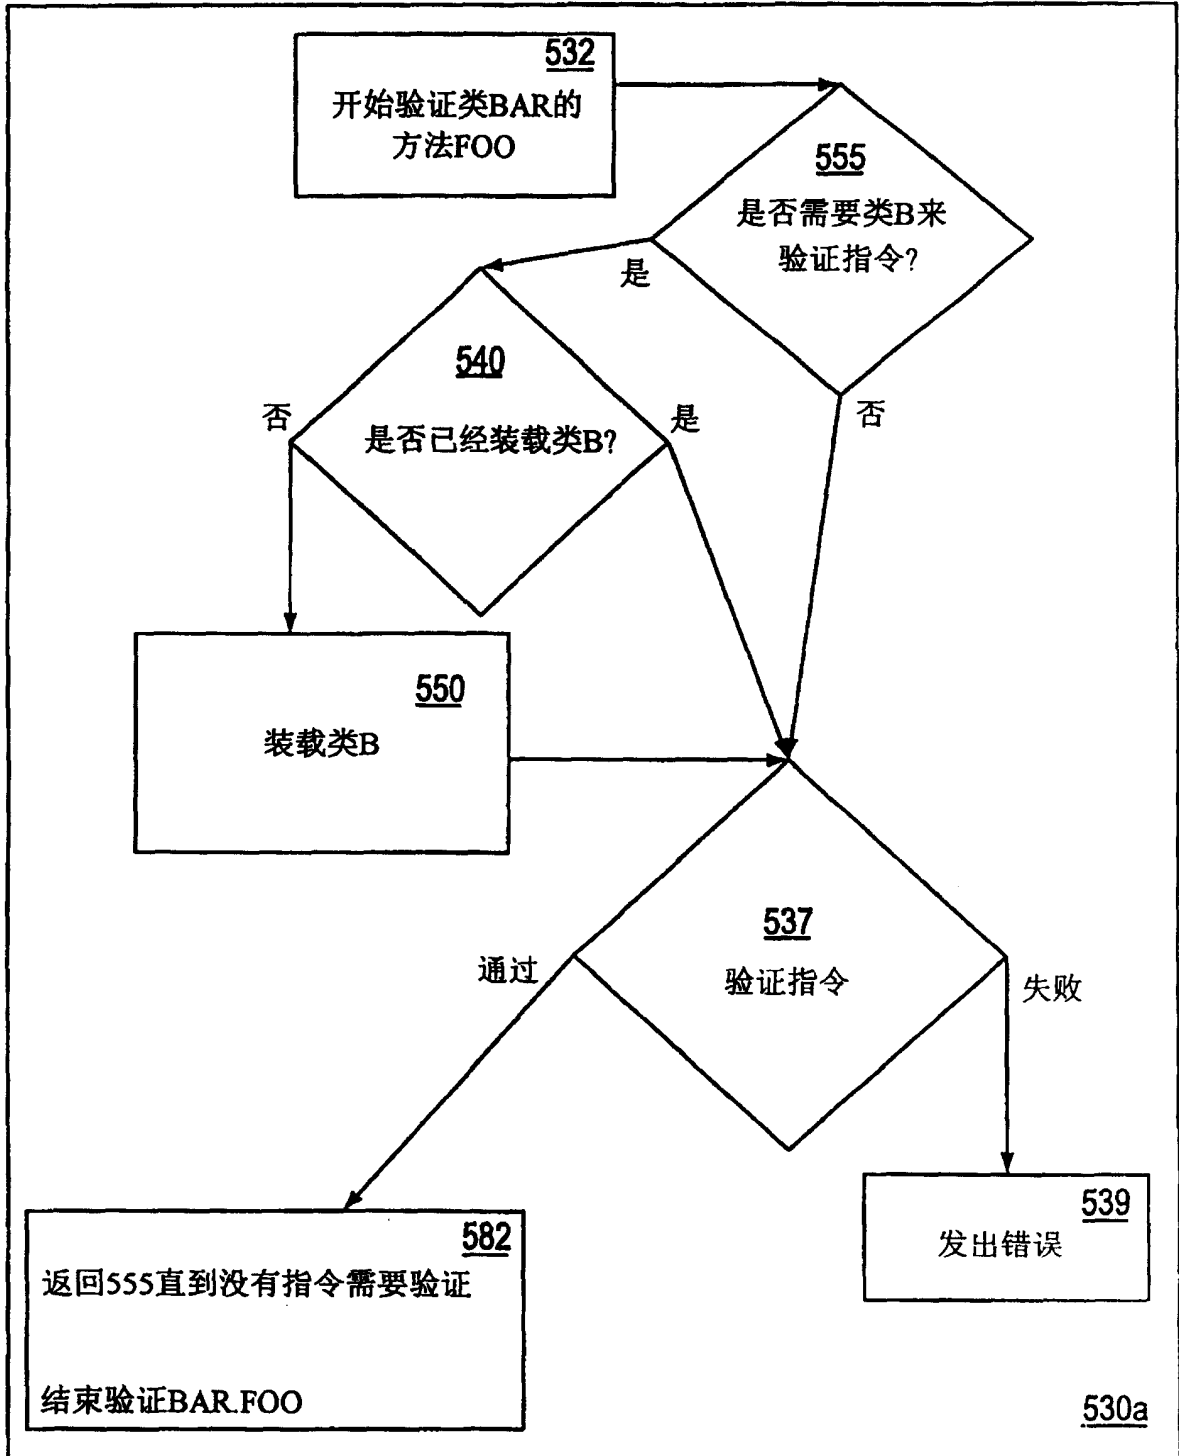 532
开始验证类BAR的
方法FOO
555
是否需要类B来
验证指令?
是
540
是否已经装载类B?
否
是
否
550
装载类B
537
验证指令
通过
失败
582
返回555直到没有指令需要验证
结束验证BAR.FOO
539
发出错误
530a